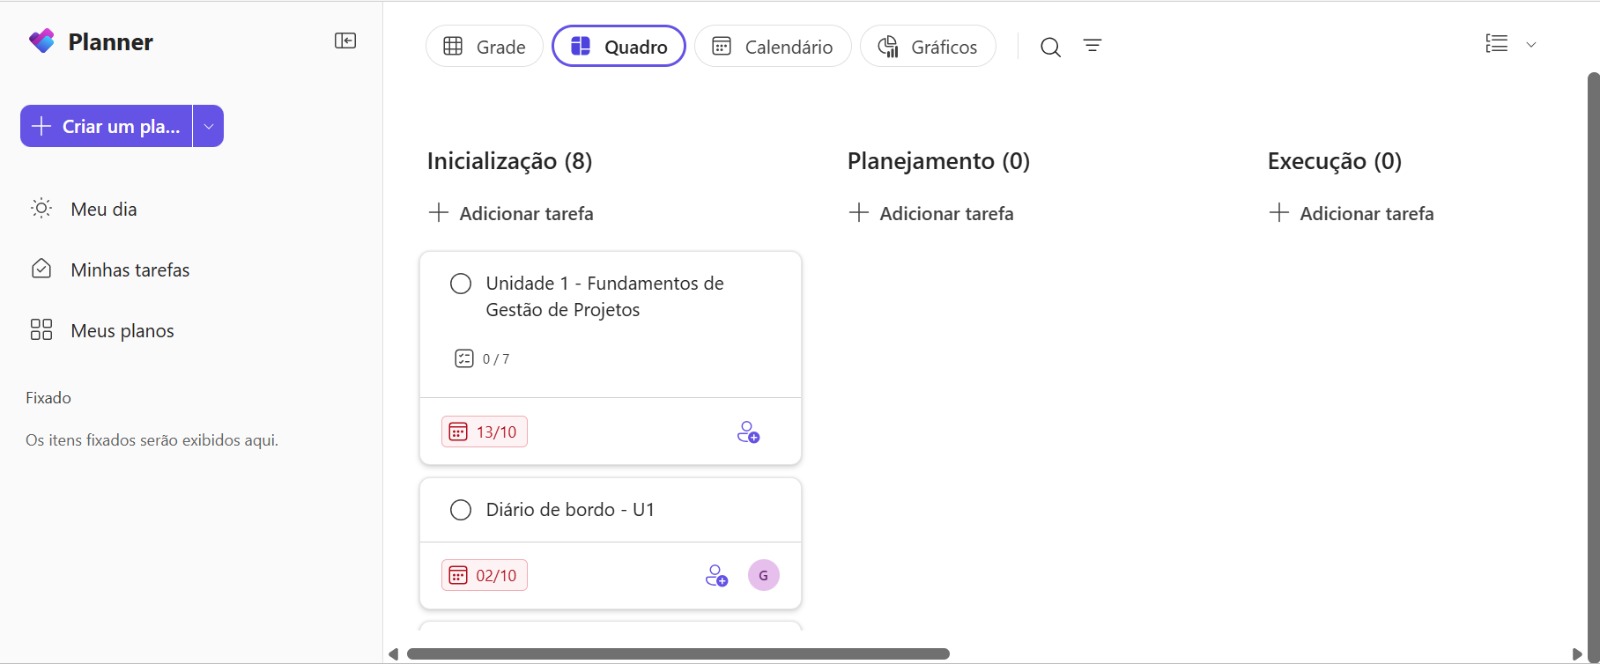 Planner
Criar um pla...
Meu dia
Minhas tarefas
Meus planos
Fixado
Os itens fixados serão exibidos aqui.
Grade
Quadro
Calendário
Gráficos
Inicialização (8)
Adicionar tarefa
Unidade 1 - Fundamentos de
Gestão de Projetos
0 / 7
13/10
Diário de bordo - U1
02/10
G
Planejamento (0)
Adicionar tarefa
Execução (0)
Adicionar tarefa